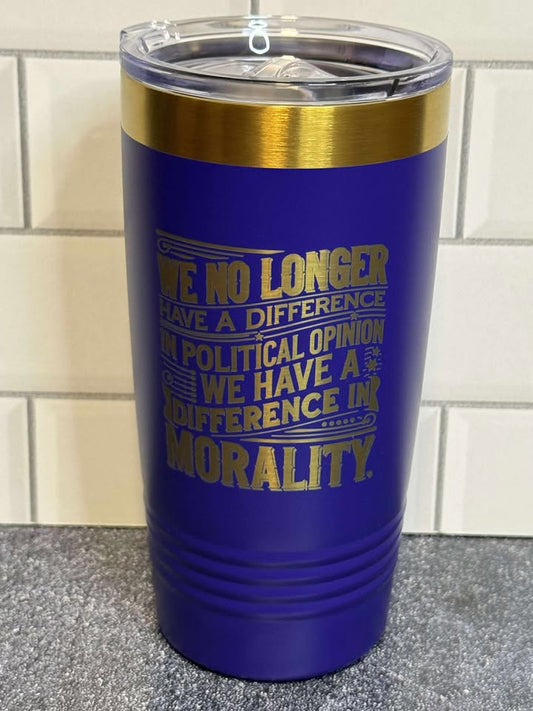 WE NO LONGER
HAVE A DIFFERENCE
IN POLITICAL OPINION
WE HAVE A
DIFFERENCE IN
MORALITY.